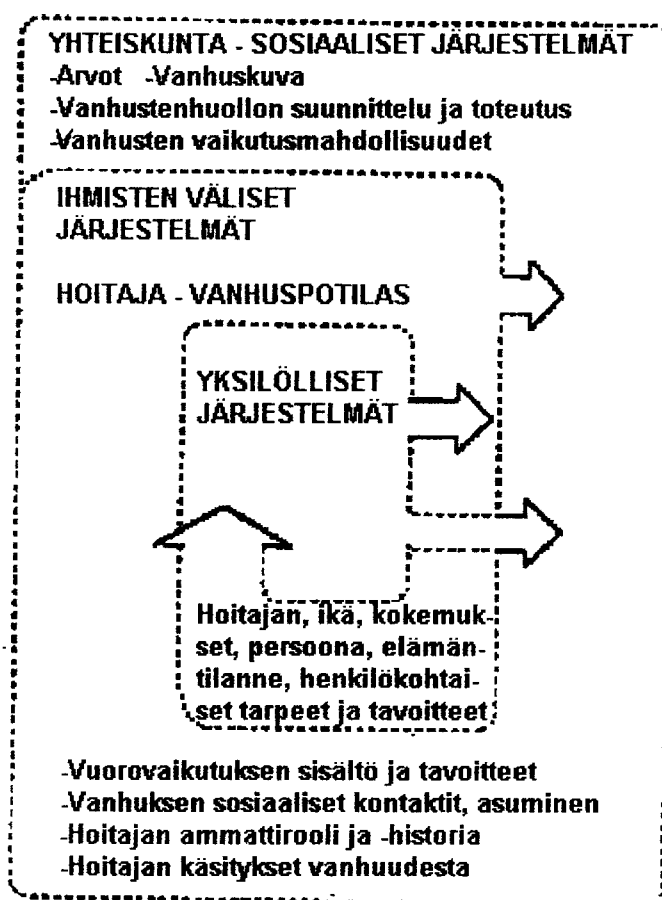 YHTEISKUNTA - SOSIAALISET JÄRJESTELMÄT
-Arvot -Vanhuskuva
-Vanhustenhuollon suunnittelu ja toteutus
-Vanhusten vaikutusmahdollisuudet
IHMISTEN VÄLISET
JÄRJESTELMÄT
HOITAJA - VANHUSPOTILAS
YKSILÖLLISET
JÄRJESTELMÄT
Hoitajan, ikä, kokemuk-
set, persoona, elämän-
tilanne, henkilökohtai-
set tarpeet ja tavoitteet
-Vuorovaikutuksen sisältö ja tavoitteet
-Vanhuksen sosiaaliset kontaktit, asuminen
-Hoitajan ammattirooli ja -historia
-Hoitajan käsitykset vanhuudesta